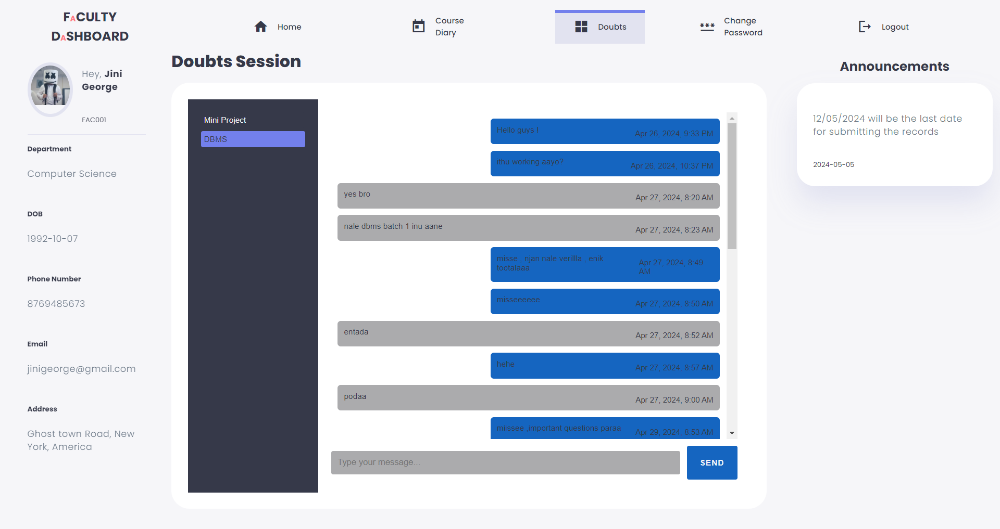 FACULTY
DASHBOARD
Home
Course
Diary
Doubts
Change
Password
Logout
Hey, Jini
George
FAC001
Department
Computer Science
DOB
1992-10-07
Phone Number
8769485673
Email
jinigeorge@gmail.com
Address
Ghost town Road, New
York, America
Doubts Session
Mini Project
DBMS
Hello guys !
Apr 26, 2024, 9:33 PM
ithu working aayo?
Apr 26, 2024, 10:37 PM
yes bro
Apr 27, 2024, 8:20 AM
nale dbms batch 1 inu aane
Apr 27, 2024, 8:23 AM
misse , njan nale verillla , enik
tootalaaa
Apr 27, 2024, 8:49
AM
misseeeeee
Apr 27, 2024, 8:50 AM
entada
Apr 27, 2024, 8:52 AM
hehe
Apr 27, 2024, 8:57 AM
podaa
Apr 27, 2024, 9:00 AM
miissee ,important questions paraa
Apr 29, 2024, 8:53 AM
Type your message...
SEND
Announcements
12/05/2024 will be the last date
for submitting the records
2024-05-05